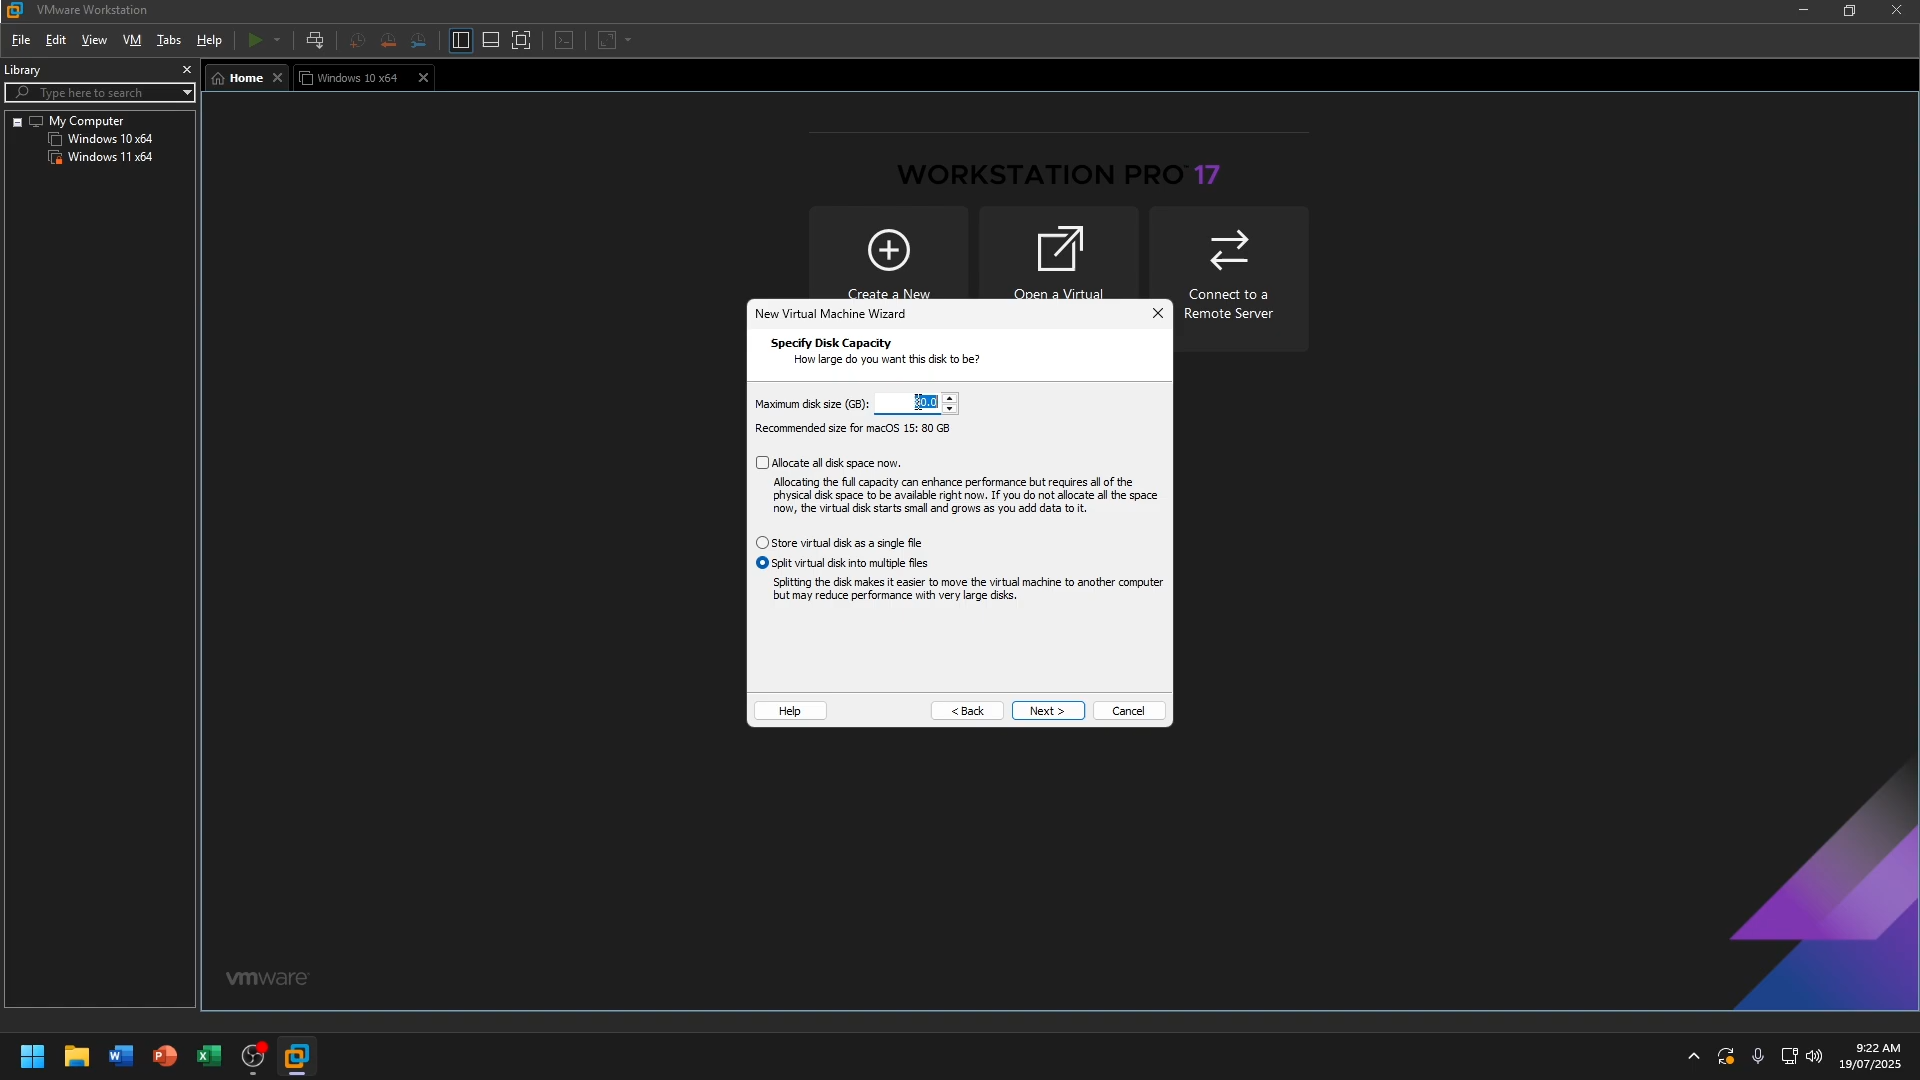 VMware Workstation
File Edit View VM Tabs Help
Library
Home
Windows 10 x64
Type here to search
My Computer
Windows 10 x64
Windows 11 x64
WORKSTATION PRO™ 17
Create a New
Open a Virtual
Connect to a
Remote Server
New Virtual Machine Wizard
Specify Disk Capacity
How large do you want this disk to be?
Maximum disk size (GB): 80.0
Recommended size for macOS 15: 80 GB
Allocate all disk space now.
Allocating the full capacity can enhance performance but requires all of the
physical disk space to be available right now. If you do not allocate all the space
now, the virtual disk starts small and grows as you add data to it.
Store virtual disk as a single file
Split virtual disk into multiple files
Splitting the disk makes it easier to move the virtual machine to another computer
but may reduce performance with very large disks.
Help
< Back
Next >
Cancel
vmware
9:22 AM
19/07/2025